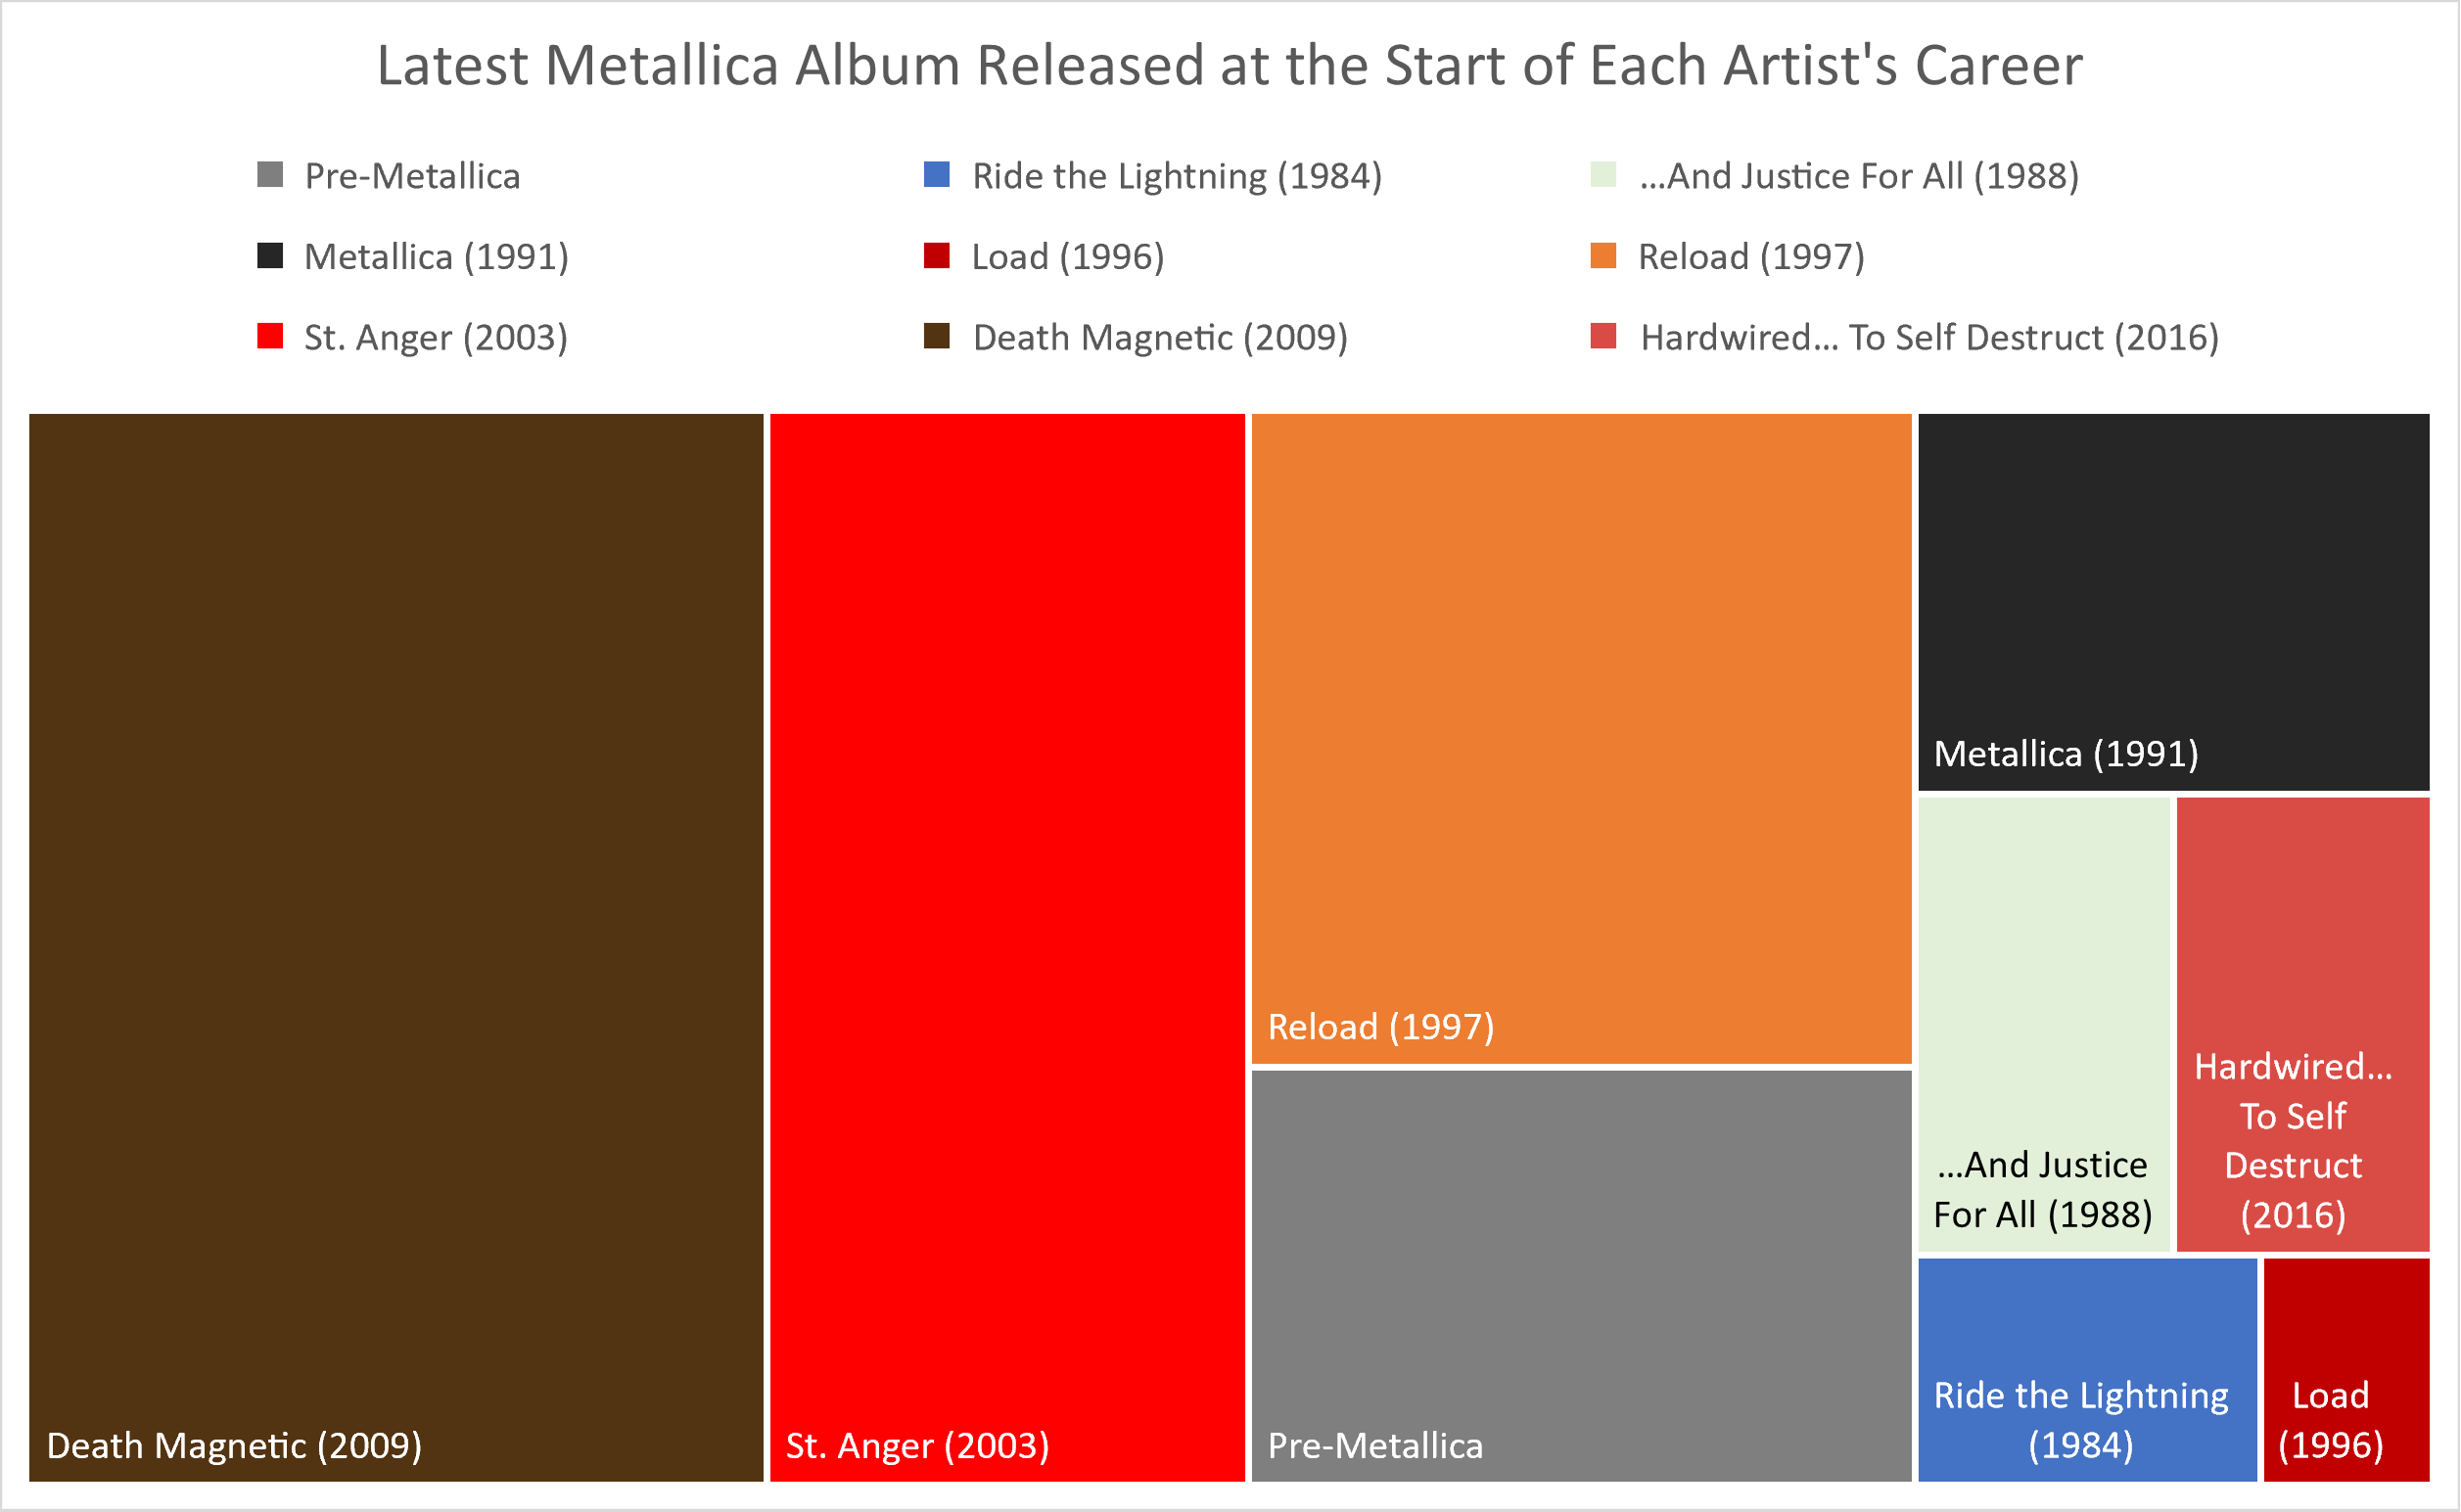 Latest Metallica Album Released at the Start of Each Artist's Career
Pre-Metallica
Ride the Lightning (1984)
...And Justice For All (1988)
Metallica (1991)
Load (1996)
Reload (1997)
St. Anger (2003)
Death Magnetic (2009)
Hardwired... To Self Destruct (2016)
Death Magnetic (2009)
St. Anger (2003)
Reload (1997)
Pre-Metallica
Metallica (1991)
...And Justice
For All (1988)
Hardwired...
To Self
Destruct
(2016)
Ride the Lightning
(1984)
Load
(1996)